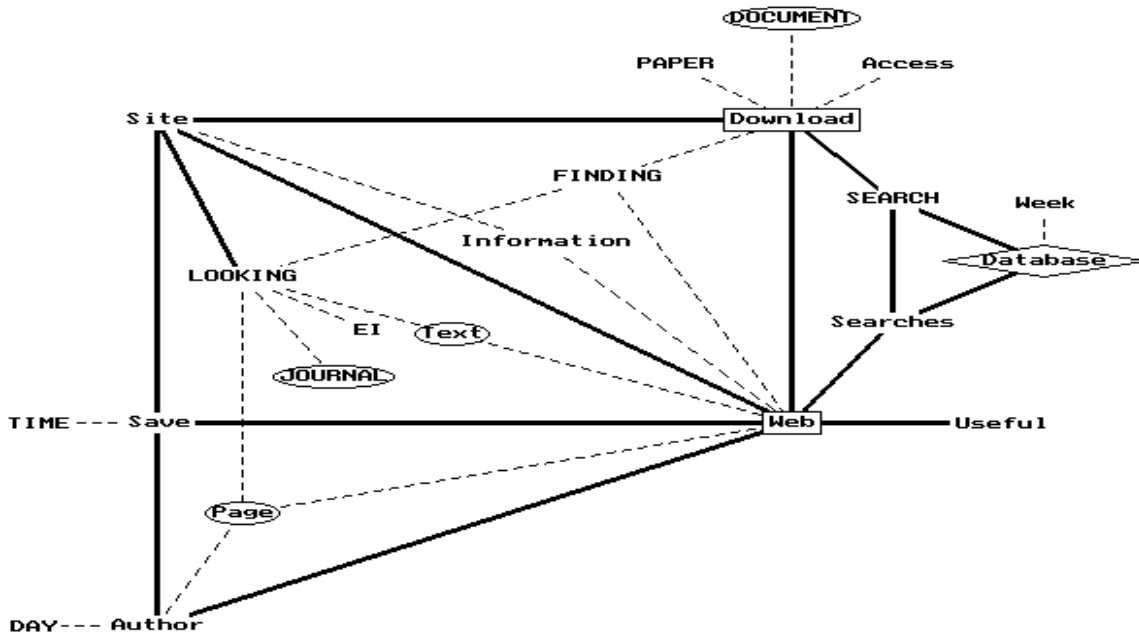 DOCUMENT
PAPER
Access
Site
Download
FINDING
SEARCH
Week
Information
Database
LOOKING
EI
Text
Searches
JOURNAL
TIME
Save
Web
Useful
Page
DAY
Author